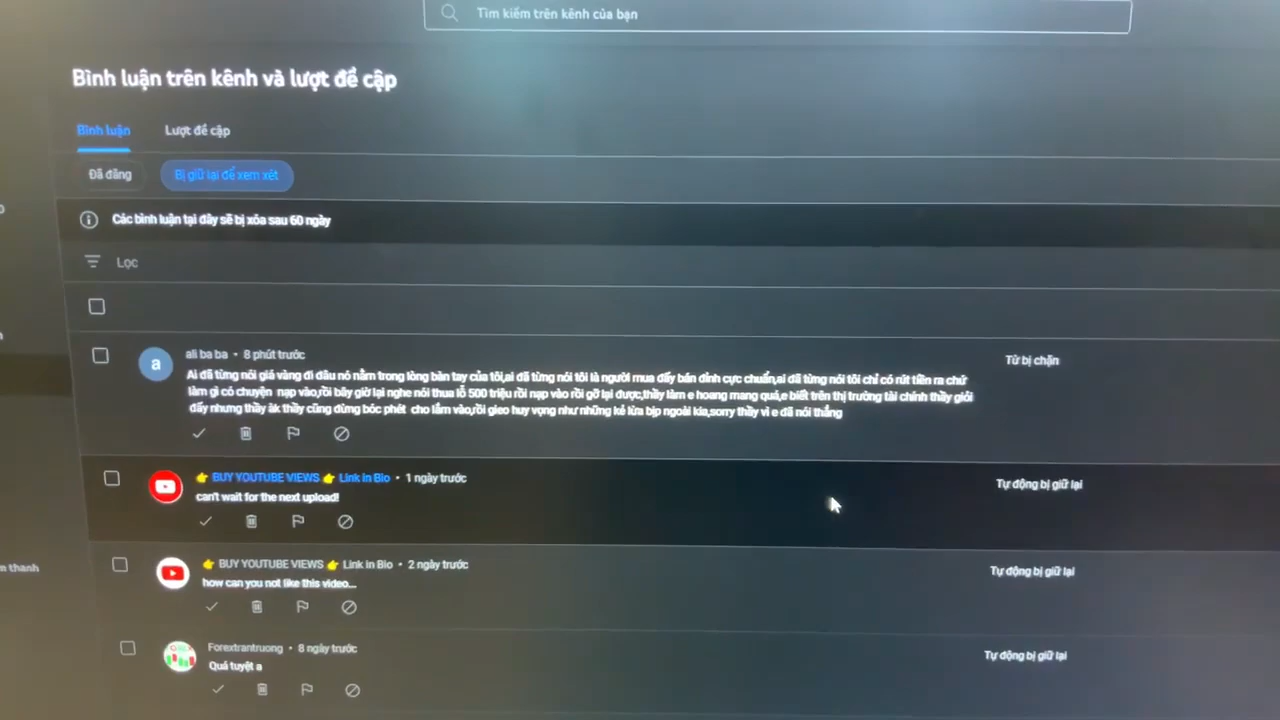 Tìm kiếm trên kênh của bạn
Bình luận trên kênh và lượt đề cập
Bình luận
Lượt đề cập
Đã đăng
Bị giữ lại để xem xét
Các bình luận tại đây sẽ bị xóa sau 60 ngày
Lọc
a
ali ba ba • 8 phút trước
Từ bị chặn
Ai đã từng nói giá vàng đi đâu nó nằm trong lòng bàn tay của tôi,ai đã từng nói tôi là người mua đấy bán đỉnh cực chuẩn,ai đã từng nói tôi chỉ có rút tiền ra chứ
làm gì có chuyện nạp vào,rồi bây giờ lại nghe nói thua lỗ 500 triệu rồi nạp vào rồi gỡ lại được,thầy làm e hoang mang quá,e biết trên thị trường tài chính thầy giỏi
đấy nhưng thầy àk thầy cũng đừng bóc phét cho lắm vào,rồi gieo huy vọng như những kẻ lừa bịp ngoài kia,sorry thầy vì e đã nói thẳng
👉 BUY YOUTUBE VIEWS 👉 Link in Bio • 1 ngày trước
Tự động bị giữ lại
can't wait for the next upload!
👉 BUY YOUTUBE VIEWS 👉 Link in Bio • 2 ngày trước
Tự động bị giữ lại
how can you not like this video...
m thanh
Forextrantruong • 8 ngày trước
Tự động bị giữ lại
Quá tuyệt a